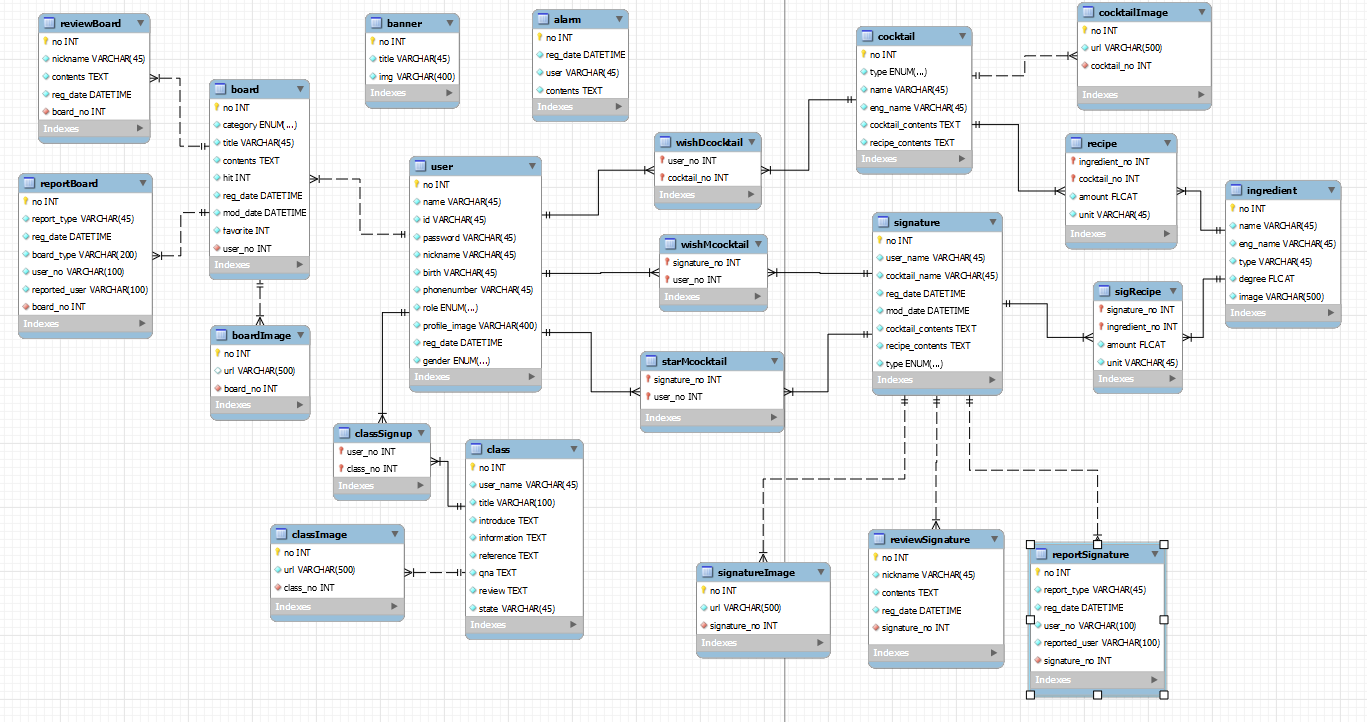 reviewBoard
no INT
nickname VARCHAR(45)
contents TEXT
reg_date DATETIME
board_no INT
Indexes
banner
no INT
title VARCHAR(45)
img VARCHAR(400)
Indexes
alarm
no INT
reg_date DATETIME
user VARCHAR(45)
contents TEXT
Indexes
cocktail
no INT
type ENUM(...)
name VARCHAR(45)
eng_name VARCHAR(45)
cocktail_contents TEXT
recipe_contents TEXT
Indexes
cocktailImage
no INT
url VARCHAR(500)
cocktail_no INT
Indexes
board
no INT
category ENUM(...)
title VARCHAR(45)
contents TEXT
hit INT
reg_date DATETIME
mod_date DATETIME
favorite INT
user_no INT
Indexes
reportBoard
no INT
report_type VARCHAR(45)
reg_date DATETIME
board_type VARCHAR(200)
user_no VARCHAR(100)
reported_user VARCHAR(100)
board_no INT
Indexes
user
no INT
name VARCHAR(45)
id VARCHAR(45)
password VARCHAR(45)
nickname VARCHAR(45)
birth VARCHAR(45)
phonenumber VARCHAR(45)
role ENUM(...)
profile_image VARCHAR(400)
reg_date DATETIME
gender ENUM(...)
Indexes
wishDcocktail
user_no INT
cocktail_no INT
Indexes
recipe
ingredient_no INT
cocktail_no INT
amount FLOAT
unit VARCHAR(45)
Indexes
ingredient
no INT
name VARCHAR(45)
eng_name VARCHAR(45)
type VARCHAR(45)
degree FLOAT
image VARCHAR(500)
Indexes
wishMcocktail
signature_no INT
user_no INT
Indexes
signature
no INT
user_name VARCHAR(45)
cocktail_name VARCHAR(45)
reg_date DATETIME
mod_date DATETIME
cocktail_contents TEXT
recipe_contents TEXT
type ENUM(...)
Indexes
sigRecipe
signature_no INT
ingredient_no INT
amount FLOAT
unit VARCHAR(45)
Indexes
boardImage
no INT
url VARCHAR(500)
board_no INT
Indexes
starMcocktail
signature_no INT
user_no INT
Indexes
classSignup
user_no INT
class_no INT
Indexes
class
no INT
user_name VARCHAR(45)
title VARCHAR(100)
introduce TEXT
information TEXT
reference TEXT
qna TEXT
review TEXT
state VARCHAR(45)
Indexes
classImage
no INT
url VARCHAR(500)
class_no INT
Indexes
signatureImage
no INT
url VARCHAR(500)
signature_no INT
Indexes
reviewSignature
no INT
nickname VARCHAR(45)
contents TEXT
reg_date DATETIME
signature_no INT
Indexes
reportSignature
no INT
report_type VARCHAR(45)
reg_date DATETIME
user_no VARCHAR(100)
reported_user VARCHAR(100)
signature_no INT
Indexes